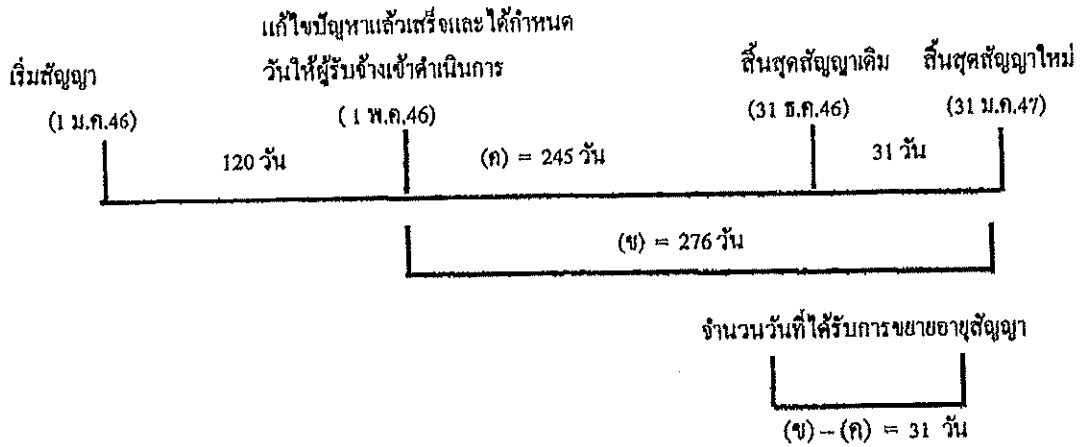 แก้ไขปัญหาแล้วเสร็จและได้กำหนด
วันให้ผู้รับจ้างเข้าดำเนินการ
เริ่มสัญญา
สิ้นสุดสัญญาเดิม
สิ้นสุดสัญญาใหม่
(1 ม.ค.46)
( 1 พ.ค.46)
(31 ธ.ค.46)
(31 ม.ค.47)
120 วัน
(ค) = 245 วัน
31 วัน
(ข) = 276 วัน
จำนวนวันที่ได้รับการขยายอายุสัญญา
(ข) – (ค) = 31 วัน